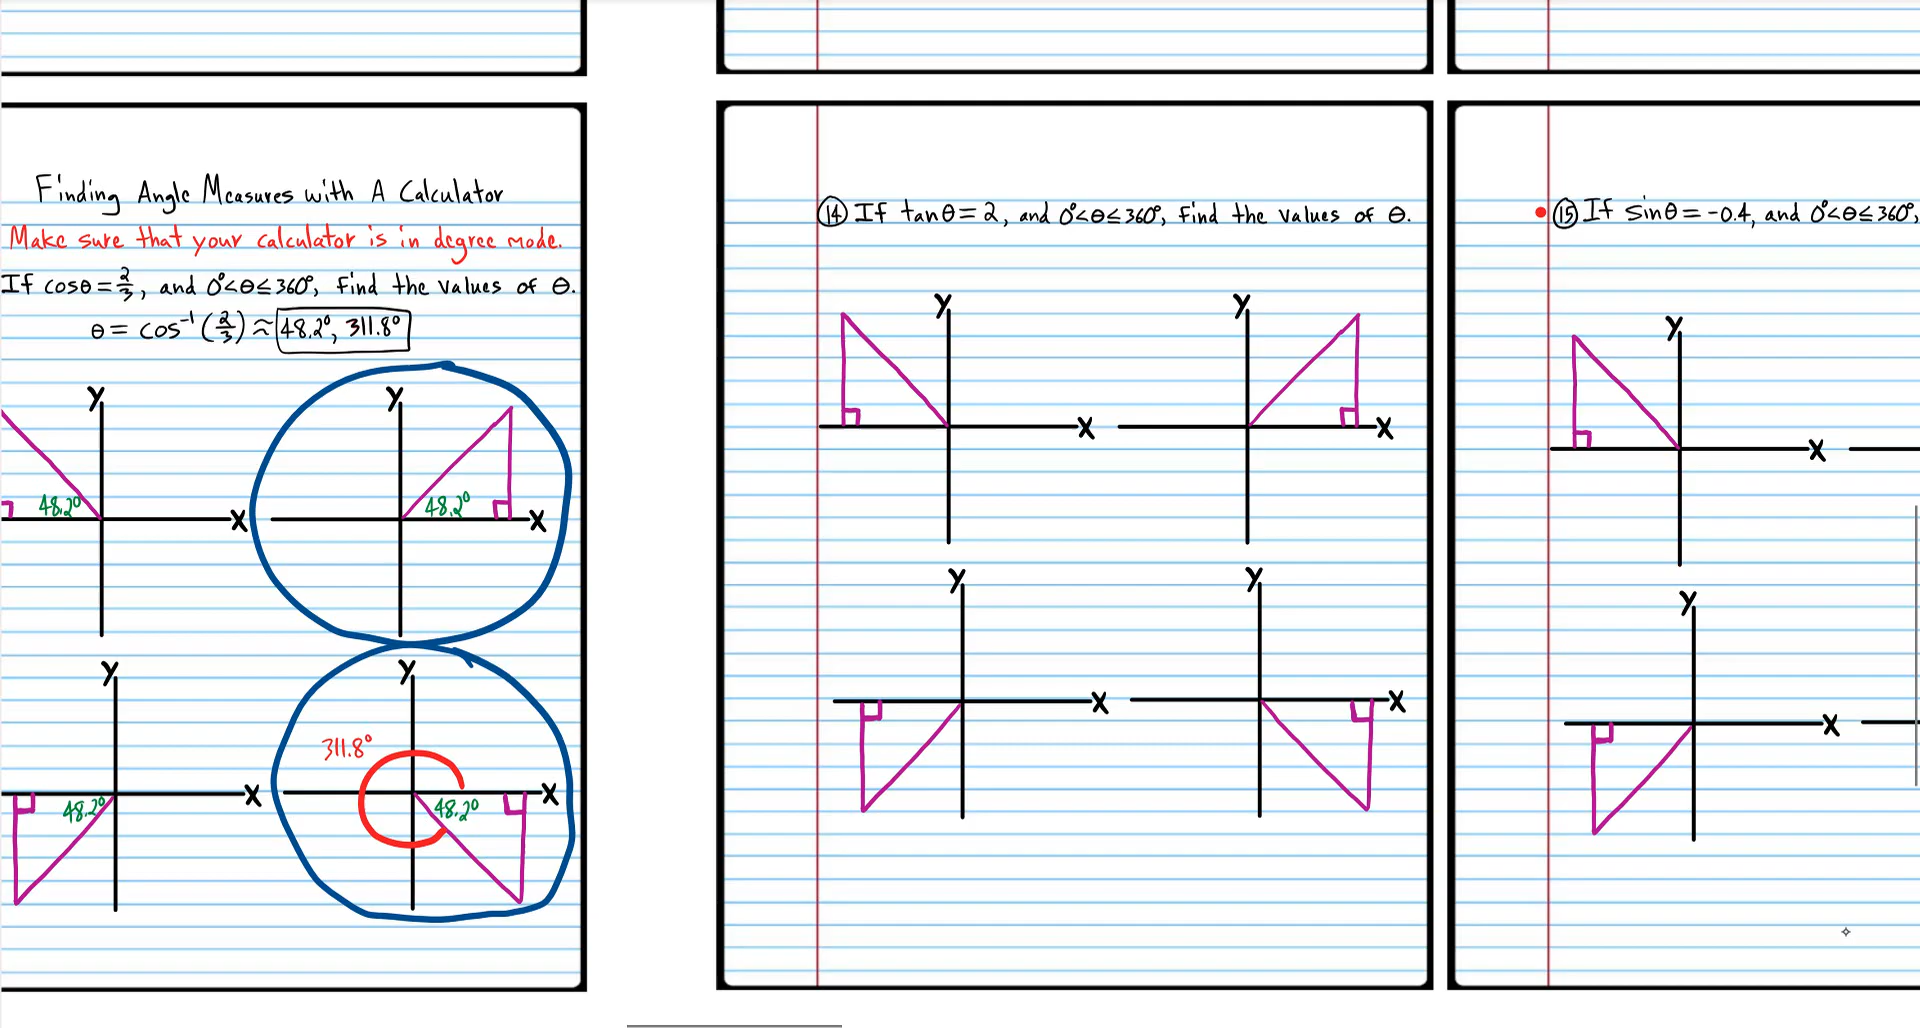 Finding Angle Measures with A Calculator
Make sure that your calculator is in degree mode.
If cosθ = 2/3, and 0°<θ≤360°, find the values of θ.
θ = cos⁻¹(2/3) ≈ 48.2°, 311.8°
y
y
48.2°
x
48.2°
x
y
y
311.8°
48.2°
x
48.2°
x
14 If tanθ = 2, and 0°<θ≤360°, find the values of θ.
y
y
x
x
y
y
x
x
15 If sinθ = -0.4, and 0°<θ≤360°,
y
x
y
x